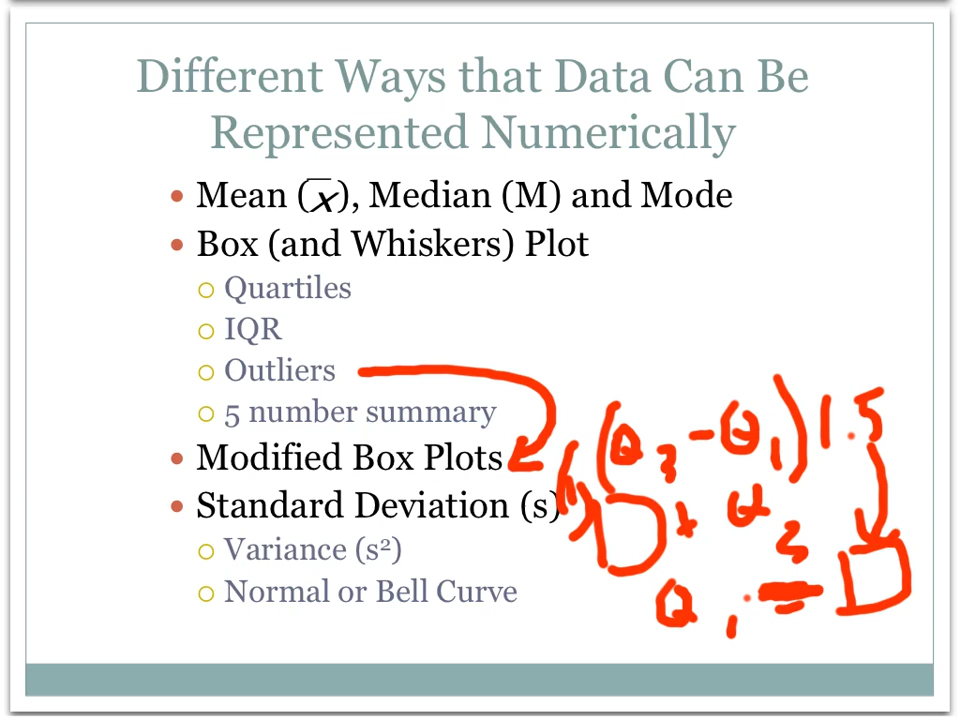 Different Ways that Data Can Be
Represented Numerically
• Mean (x̅), Median (M) and Mode
• Box (and Whiskers) Plot
○ Quartiles
○ IQR
○ Outliers
○ 5 number summary
• Modified Box Plots
• Standard Deviation (s)
○ Variance (s²)
○ Normal or Bell Curve
(Q₃ - Q₁) 1.5
□ + Q₃
Q₁ - □